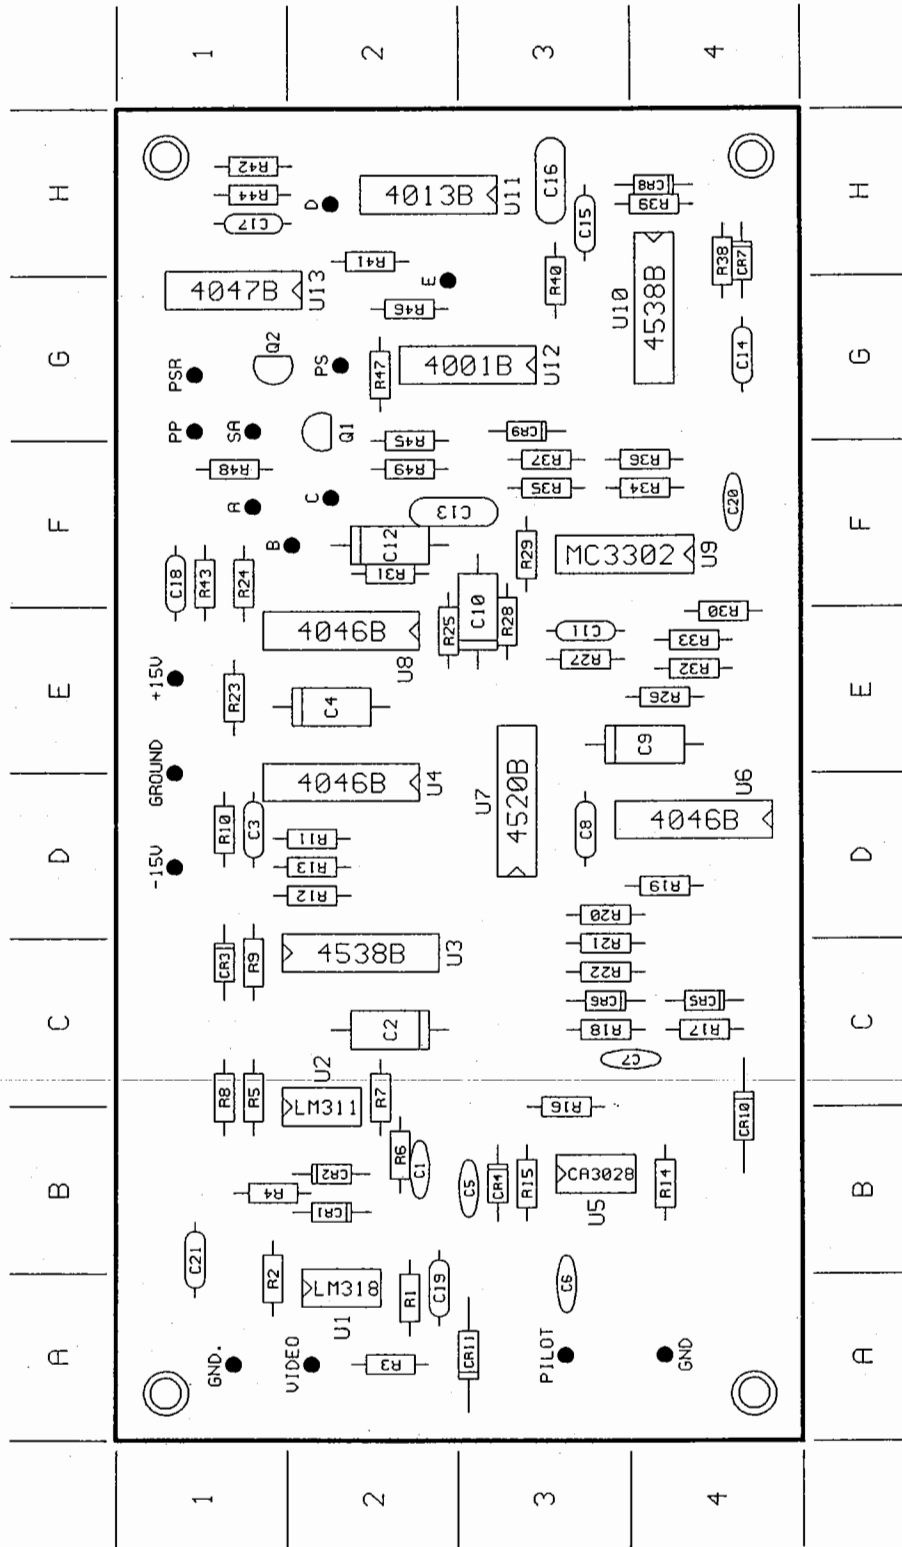 1
2
3
4
H
H
R42
R44
C17
D
4013B
U11
C16
C15
CR8
R39
R41
E
R40
R38
CR7
4047B
U13
R46
U10
4538B
G
G
Q2
PSR
PS
R47
4001B
U12
C14
PP
SA
Q1
R45
CR9
R48
R49
R37
R36
R35
R34
C20
F
F
R
C
C13
B
C12
R31
R29
MC3302
U9
C18
R43
R24
4046B
U8
R25
C10
R28
C11
R27
R30
R33
R32
R26
E
E
+15V
R23
C4
C9
GROUND
4046B
U4
U7
4520B
U6
4046B
D
D
-15V
R10
C3
R11
R13
R12
C8
R19
R20
R21
R22
CR3
R9
4538B
U3
C
C
C2
CR6
CR5
R18
R17
C7
U2
R8
R5
LM311
R7
R16
CR10
B
B
R6
C1
CR2
R4
CR1
C5
CR4
R15
CA3028
U5
R14
C21
R2
LM318
U1
R1
C19
C6
A
A
GND.
VIDEO
R3
CR11
PILOT
GND
1
2
3
4